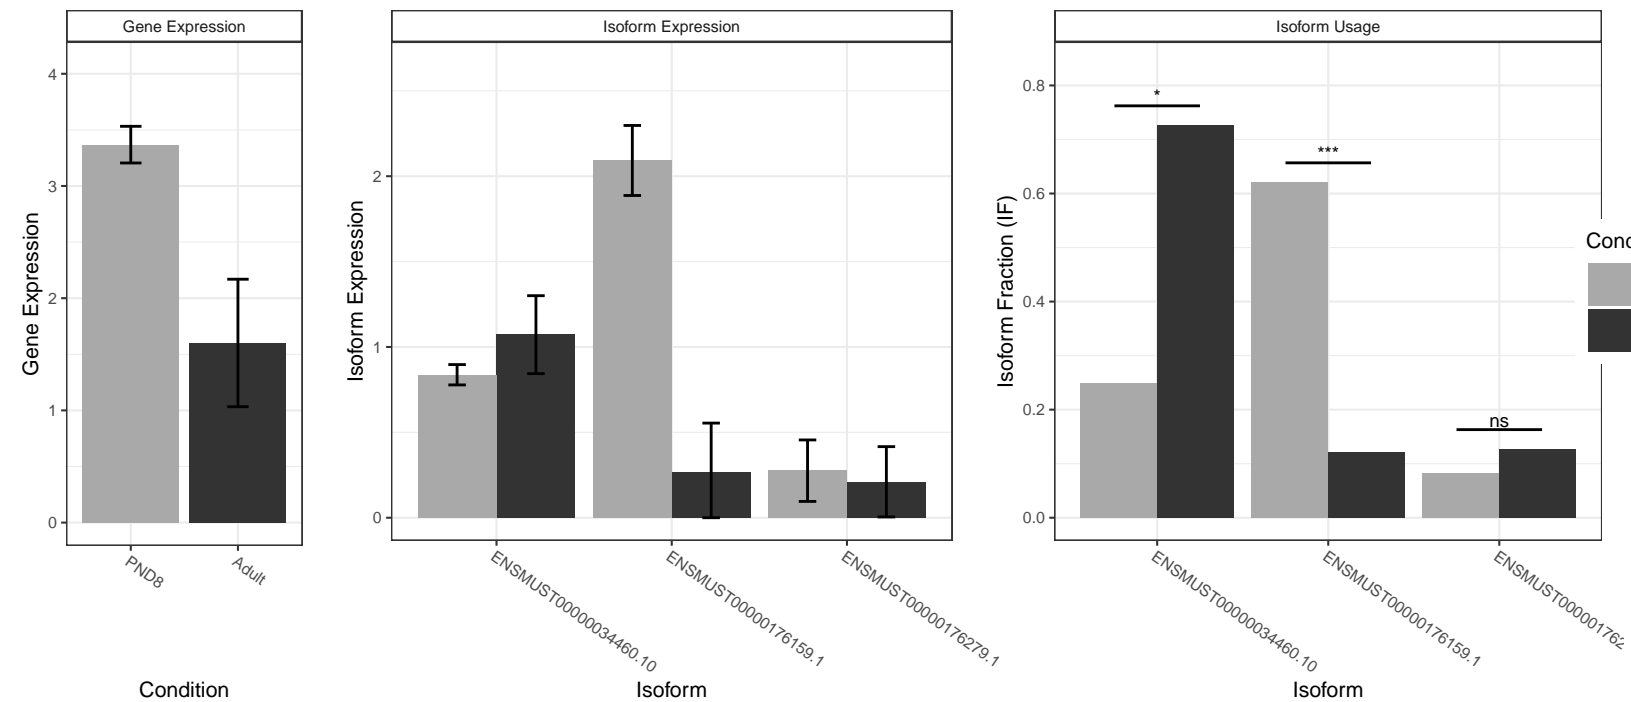 Gene Expression
Gene Expression
4
3
2
1
0
PND8
Adult
Condition
Isoform Expression
Isoform Expression
2
1
0
ENSMUST00000034460.10
ENSMUST00000176159.1
ENSMUST00000176279.1
Isoform
Isoform Usage
Isoform Fraction (IF)
0.8
0.6
0.4
0.2
0.0
*
***
ns
ENSMUST00000034460.10
ENSMUST00000176159.1
ENSMUST00000176
Isoform
Cond